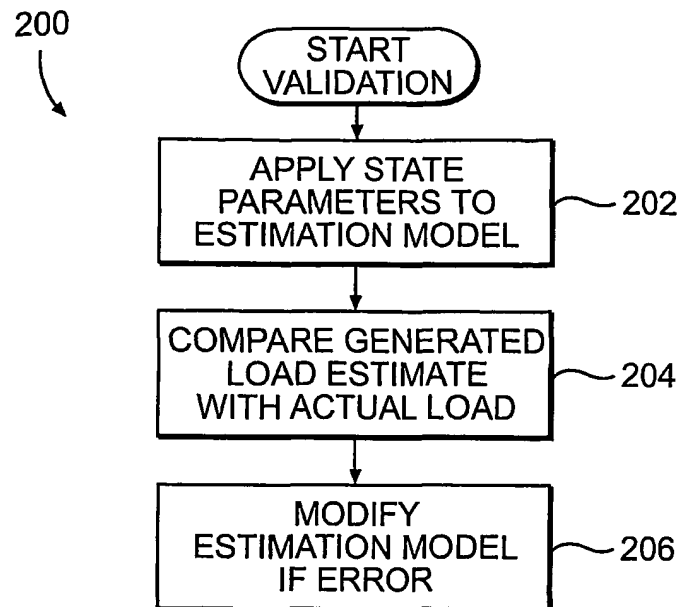 200
START
VALIDATION
APPLY STATE
PARAMETERS TO
ESTIMATION MODEL
202
COMPARE GENERATED
LOAD ESTIMATE
WITH ACTUAL LOAD
204
MODIFY
ESTIMATION MODEL
IF ERROR
206